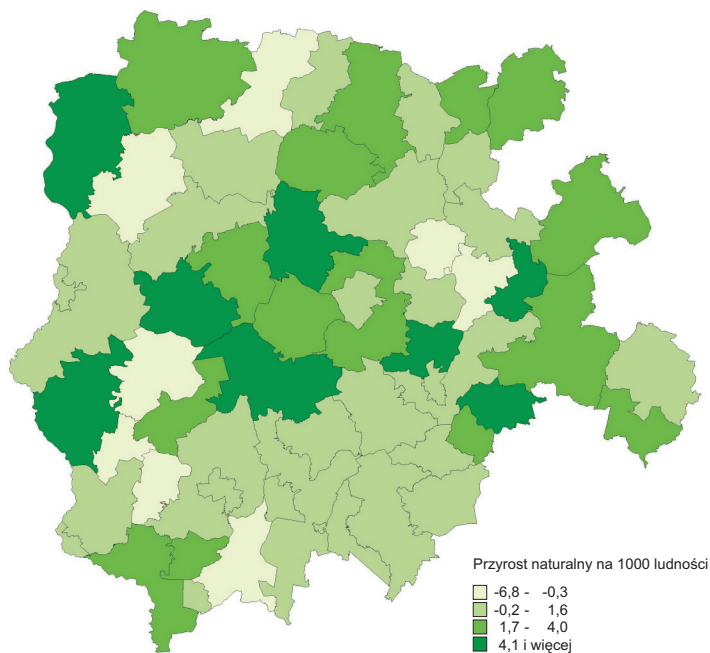 Przyrost naturalny na 1000 ludności
-6,8 - -0,3
-0,2 - 1,6
1,7 - 4,0
4,1 i więcej